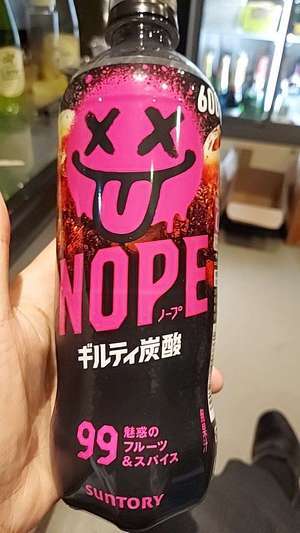 600
NOPE
ノープ
ギルティ炭酸
99
魅惑の
フルーツ
&スパイス
SUNTORY